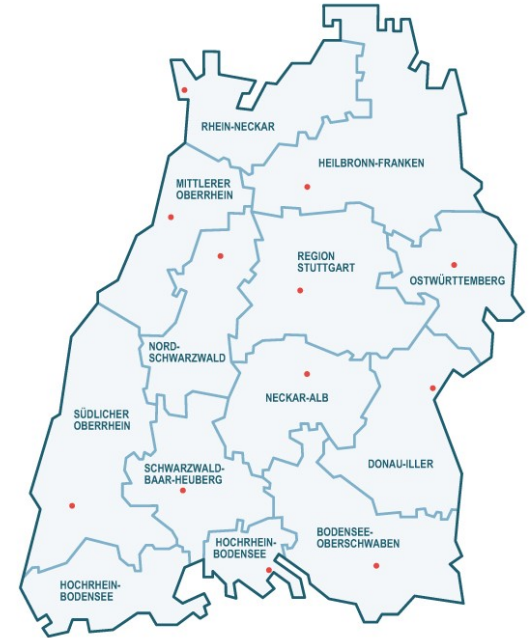 RHEIN-NECKAR
HEILBRONN-FRANKEN
MITTLERER
OBERRHEIN
REGION
STUTTGART
OSTWÜRTTEMBERG
NORD-
SCHWARZWALD
NECKAR-ALB
SÜDLICHER
OBERRHEIN
DONAU-ILLER
SCHWARZWALD-
BAAR-HEUBERG
BODENSEE-
OBERSCHWABEN
HOCHRHEIN-
BODENSEE
HOCHRHEIN-
BODENSEE